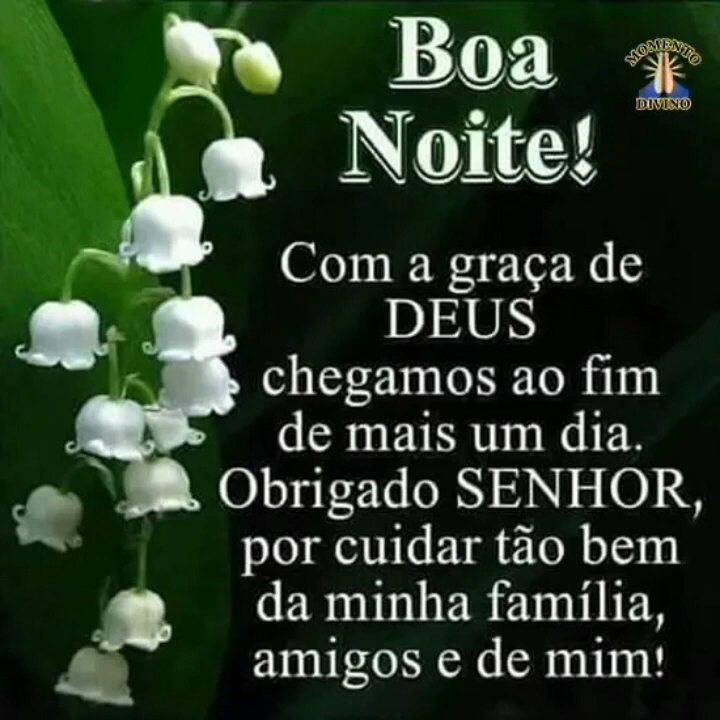 Boa
Noite!
MOMENTO
DIVINO
Com a graça de
DEUS
chegamos ao fim
de mais um dia.
Obrigado SENHOR,
por cuidar tão bem
da minha família,
amigos e de mim!